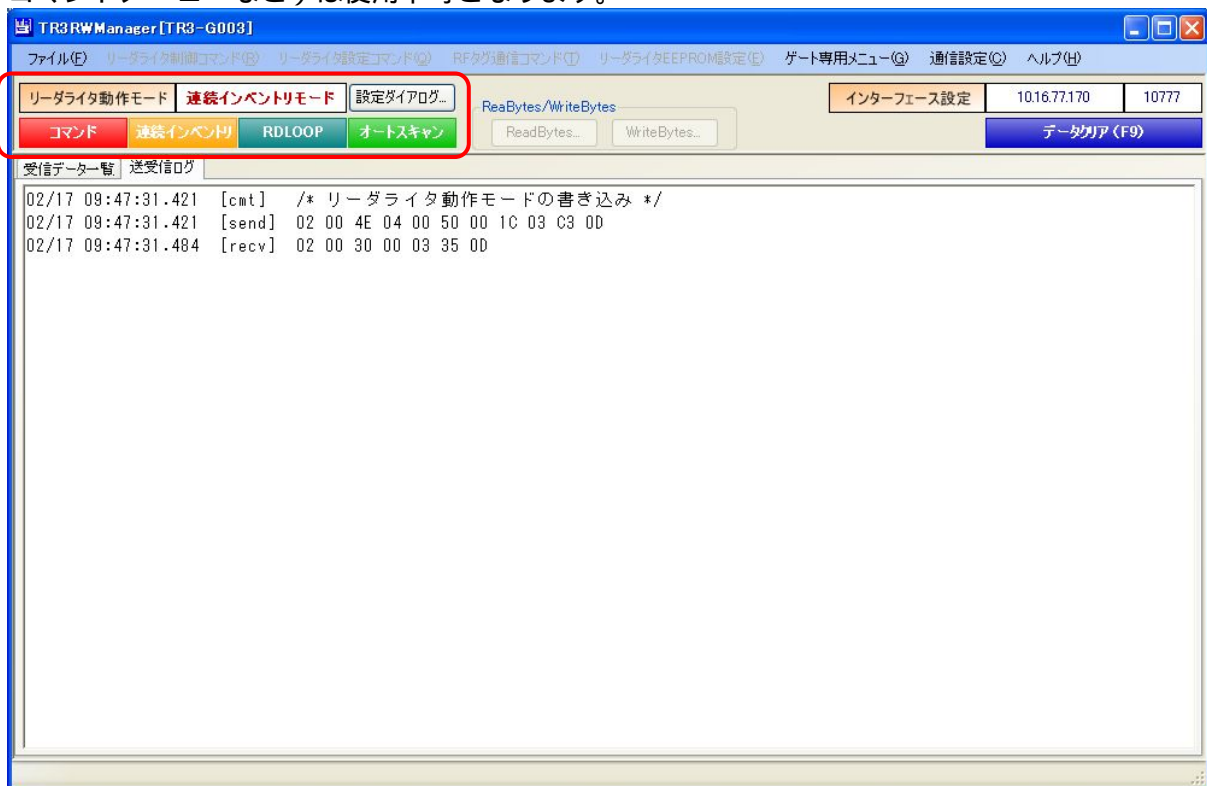 TR3RWManager[TR3-G003]
ファイル(F) リーダライタ制御コマンド(R) リーダライタ設定コマンド(Q) RFタグ通信コマンド(T) リーダライタEEPROM設定(E) ゲート専用メニュー(G) 通信設定(C) ヘルプ(H)
リーダライタ動作モード 連続インベントリモード 設定ダイアログ... ReaBytes/WriteBytes インターフェース設定 10.16.77.170 10777
コマンド 連続インベントリ RDLOOP オートスキャン ReadBytes... WriteBytes... データクリア(F9)
受信データ一覧 送受信ログ
02/17 09:47:31.421 [cmt] /* リーダライタ動作モードの書き込み */
02/17 09:47:31.421 [send] 02 00 4E 04 00 50 00 1C 03 C3 0D
02/17 09:47:31.484 [recv] 02 00 30 00 03 35 0D